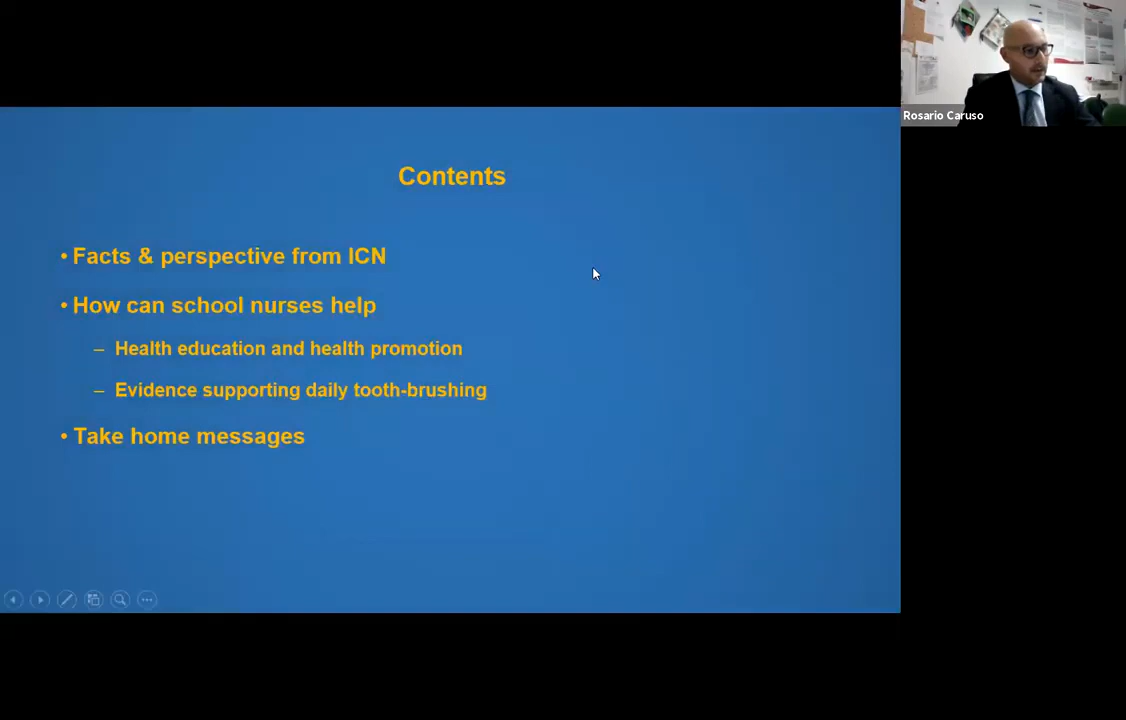 Contents
• Facts & perspective from ICN
• How can school nurses help
– Health education and health promotion
– Evidence supporting daily tooth-brushing
• Take home messages
Rosario Caruso